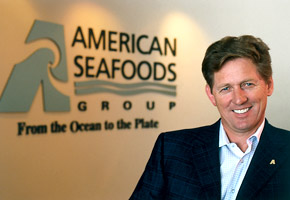 AMERICAN
SEAFOODS
GROUP
From the Ocean to the Plate